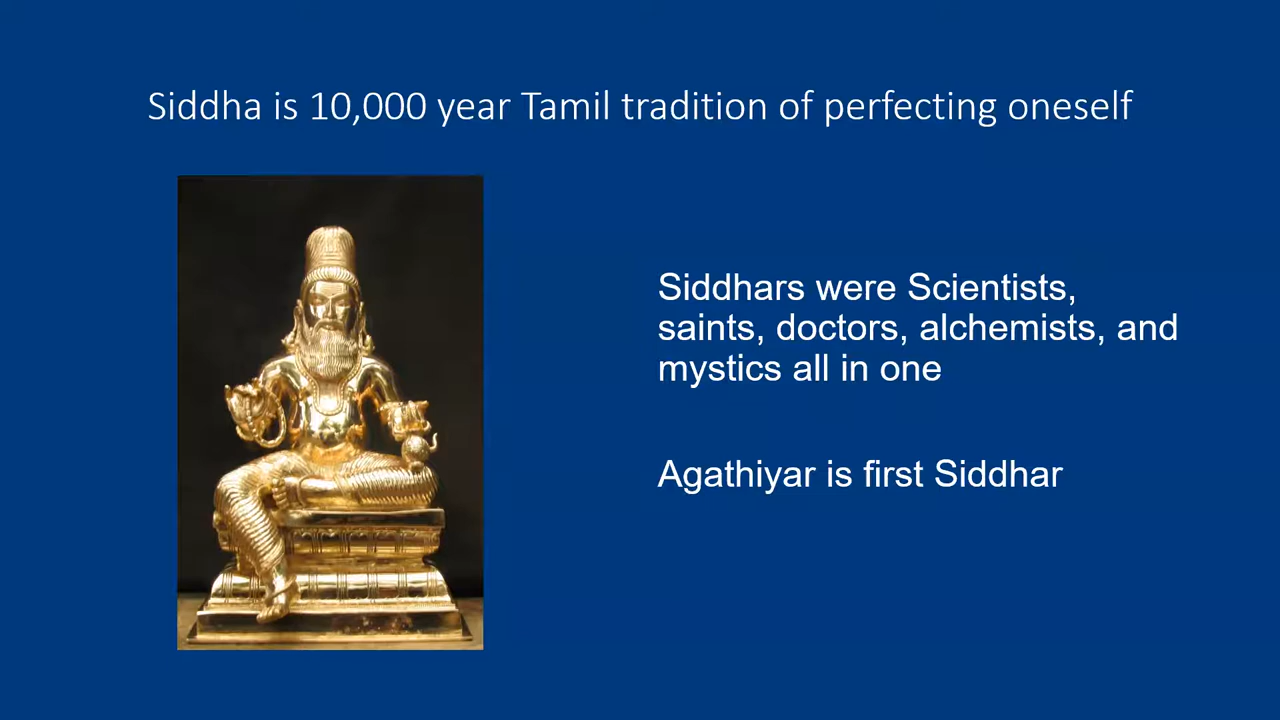 Siddha is 10,000 year Tamil tradition of perfecting oneself
Siddhars were Scientists,
saints, doctors, alchemists, and
mystics all in one
Agathiyar is first Siddhar